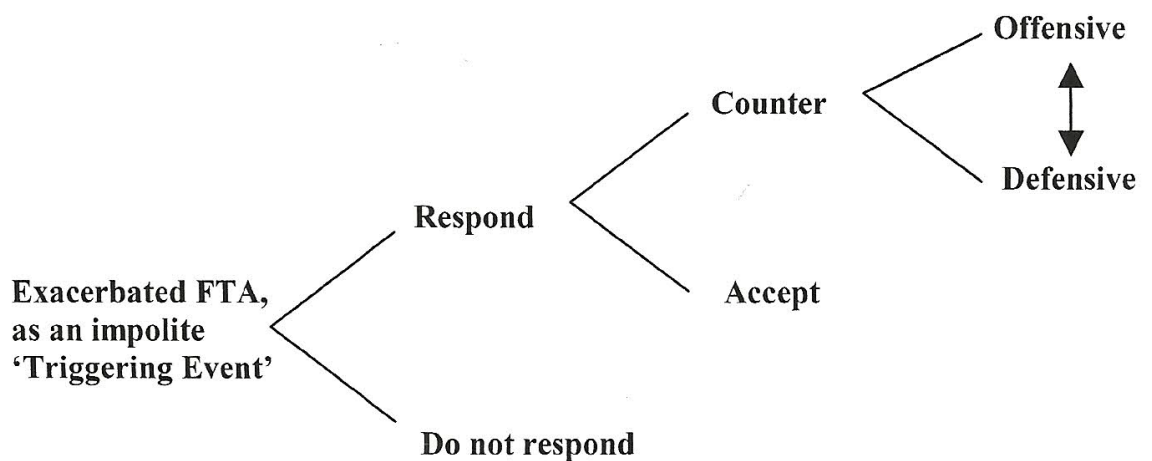 Offensive
Counter
Defensive
Respond
Exacerbated FTA,
as an impolite
‘Triggering Event’
Accept
Do not respond